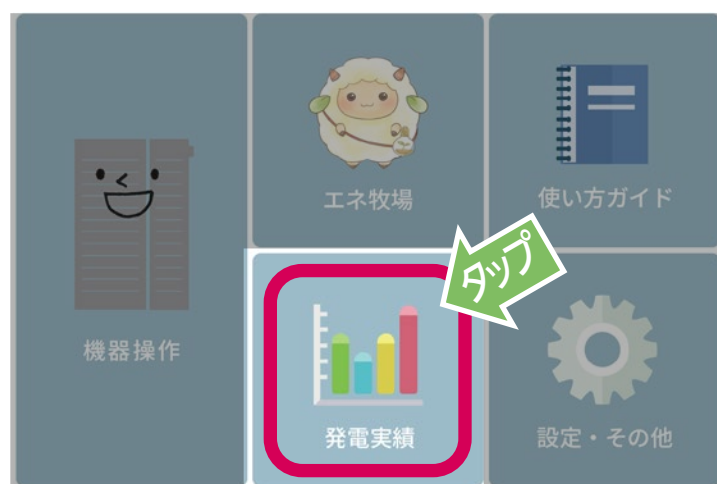 機器操作
エネ牧場
使い方ガイド
タップ
発電実績
設定・その他